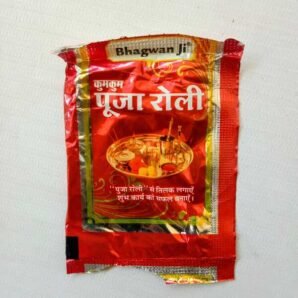 Bhagwan Ji®
कुमकुम
पूजा रोली
"पूजा रोली" से तिलक लगाएँ
शुभ कार्य को सफल बनाएँ।